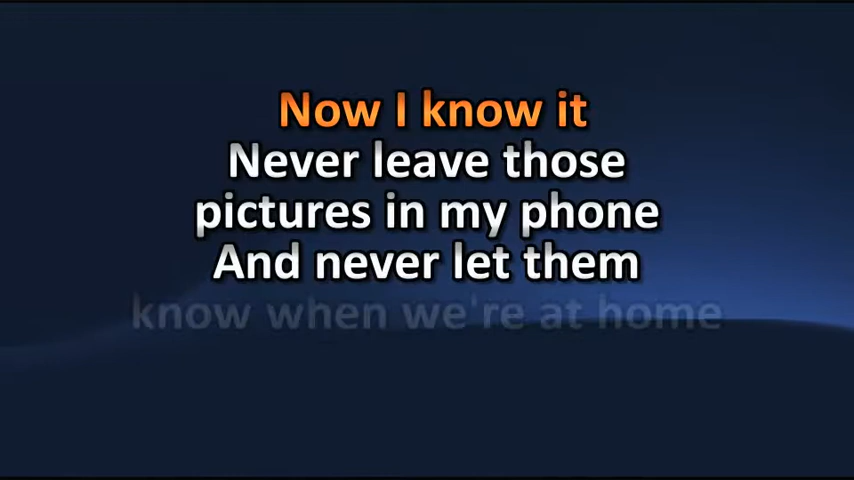 Now I know it
Never leave those
pictures in my phone
And never let them
know when we're at home